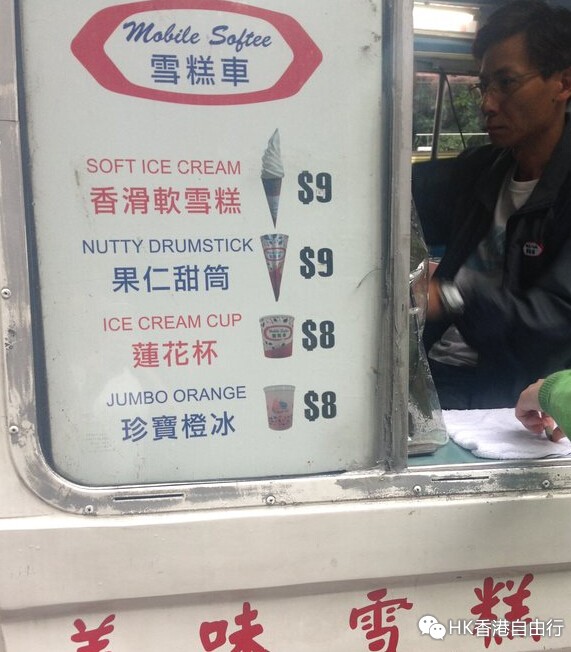 Mobile Softee
雪糕車
SOFT ICE CREAM
香滑軟雪糕
$9
NUTTY DRUMSTICK
果仁甜筒
$9
ICE CREAM CUP
蓮花杯
$8
JUMBO ORANGE
珍寶橙冰
$8
美味雪糕
HK香港自由行